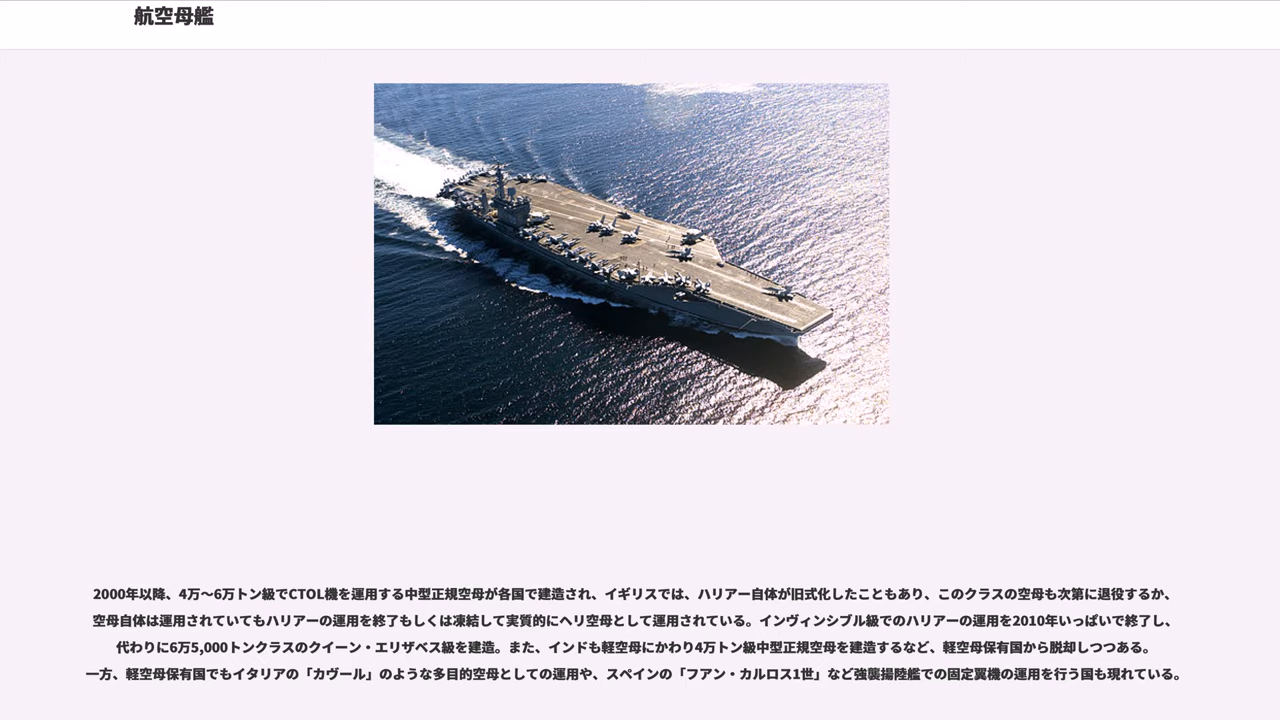 航空母艦
2000年以降、4万〜6万トン級でCTOL機を運用する中型正規空母が各国で建造され、イギリスでは、ハリアー自体が旧式化したこともあり、このクラスの空母も次第に退役するか、
空母自体は運用されていてもハリアーの運用を終了もしくは凍結して実質的にヘリ空母として運用されている。インヴィンシブル級でのハリアーの運用を2010年いっぱいで終了し、
代わりに6万5,000トンクラスのクイーン・エリザベス級を建造。また、インドも軽空母にかわり4万トン級中型正規空母を建造するなど、軽空母保有国から脱却しつつある。
一方、軽空母保有国でもイタリアの「カヴール」のような多目的空母としての運用や、スペインの「フアン・カルロス1世」など強襲揚陸艦での固定翼機の運用を行う国も現れている。